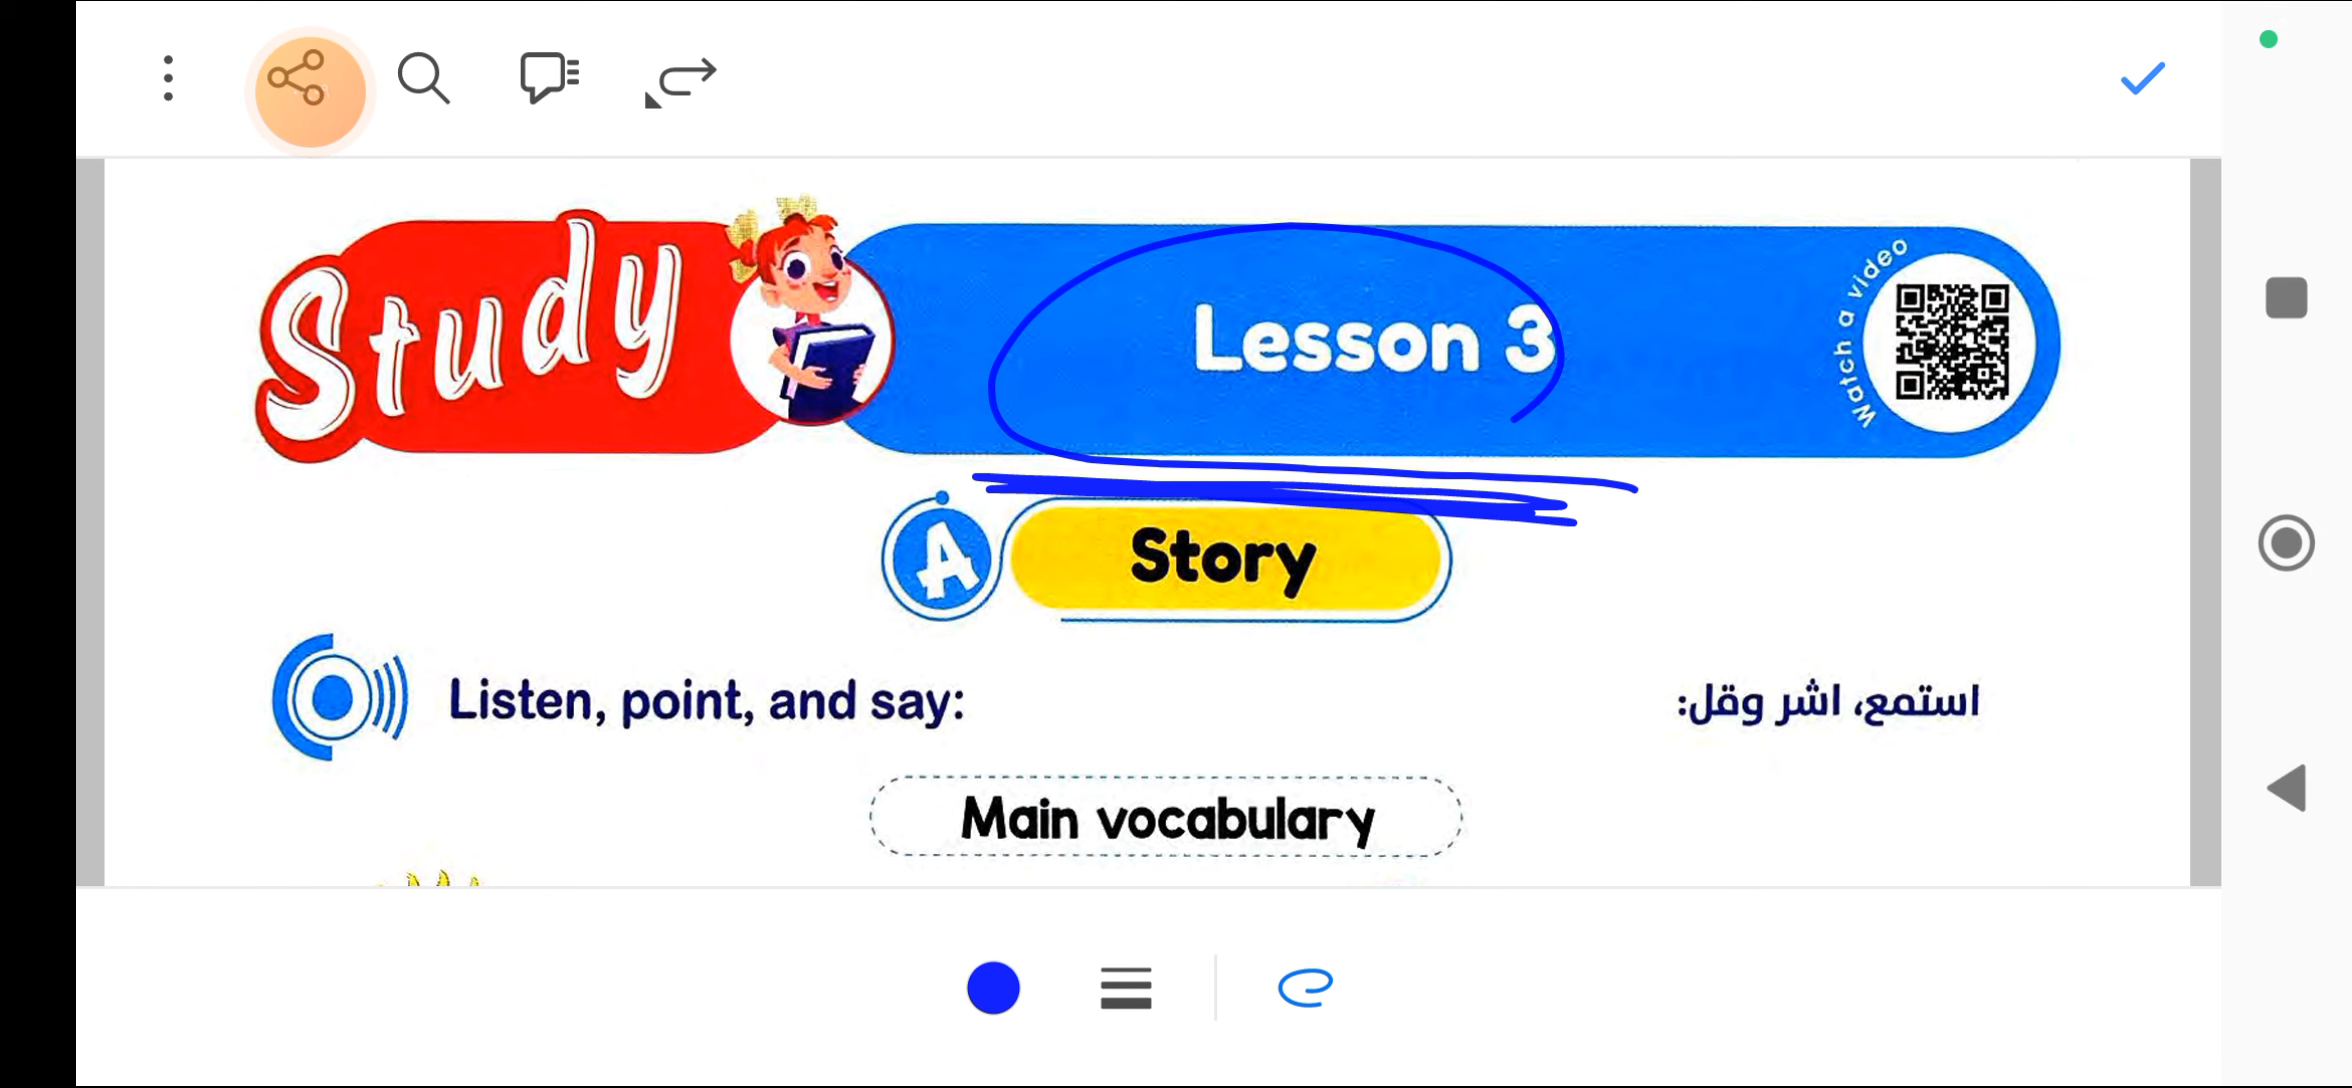 Study
Lesson 3
Watch a video
A
Story
Listen, point, and say:
استمع، اشر وقل:
Main vocabulary